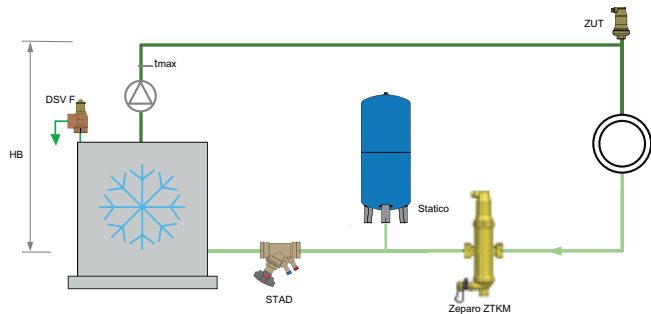 ZUT
tmax
DSV F
HB
Statico
STAD
Zeparo ZTKM